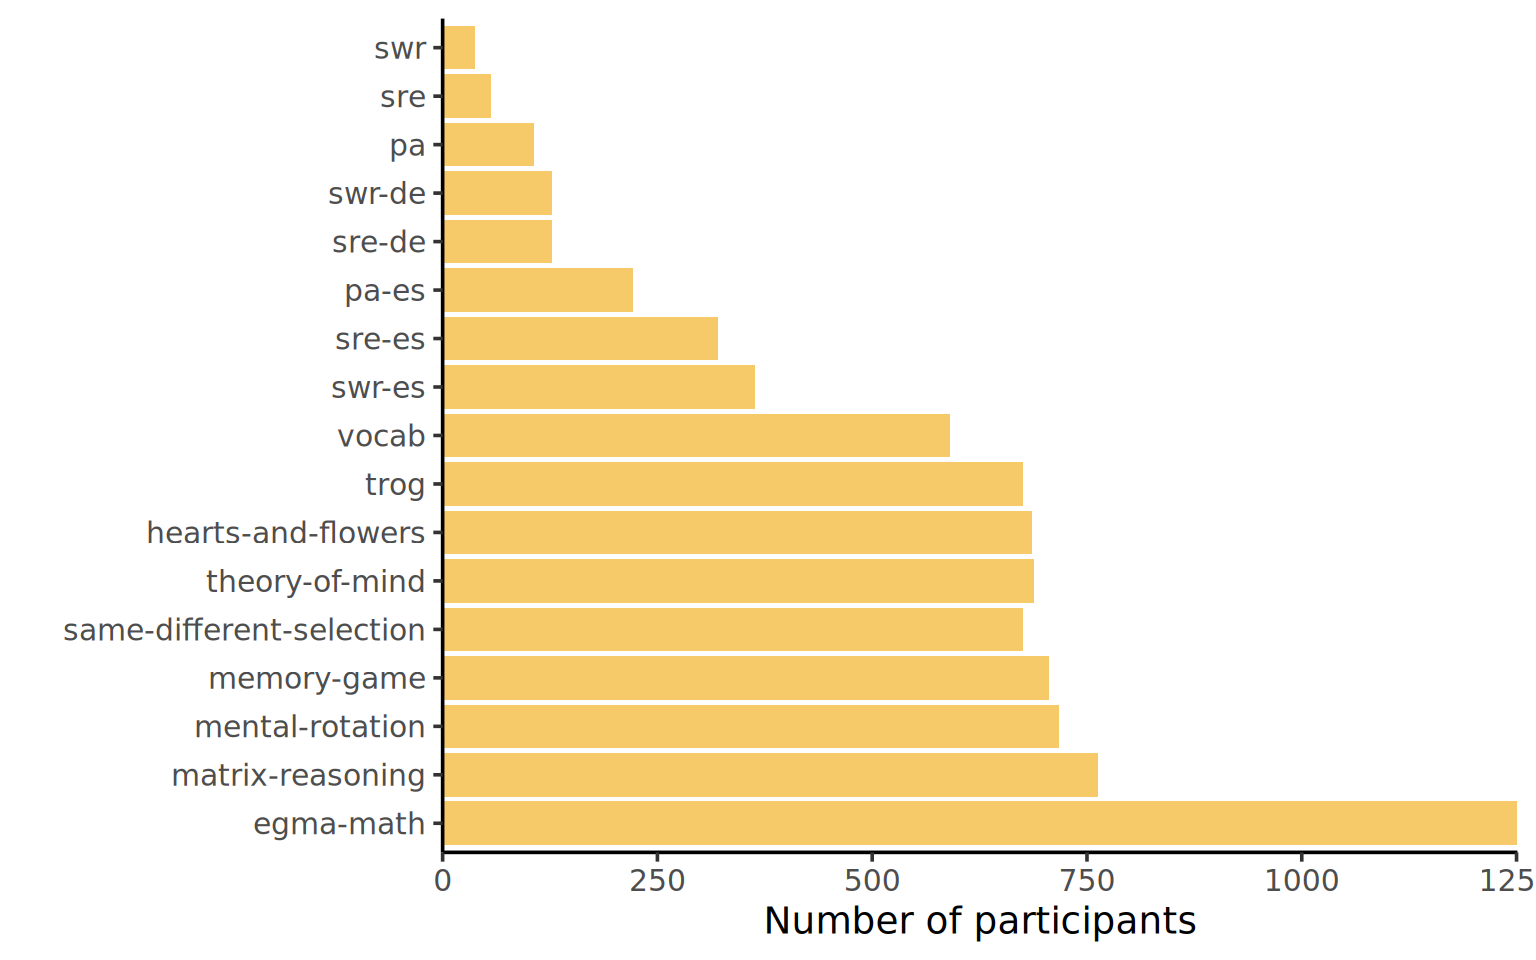 swr
sre
pa
swr-de
sre-de
pa-es
sre-es
swr-es
vocab
trog
hearts-and-flowers
theory-of-mind
same-different-selection
memory-game
mental-rotation
matrix-reasoning
egma-math
0 250 500 750 1000 125
Number of participants